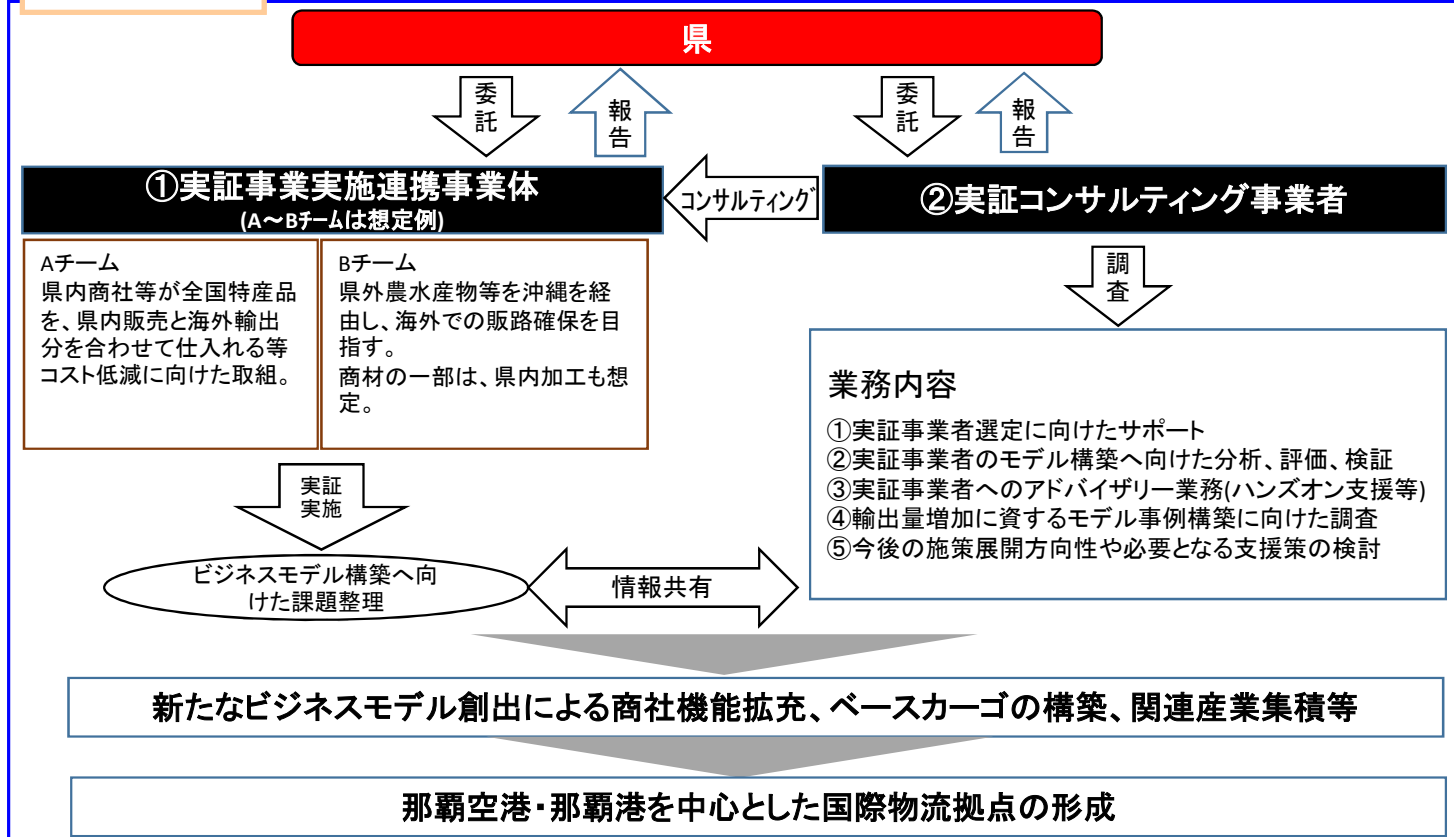 県
委託
報告
委託
報告
①実証事業実施連携事業体
(A～Bチームは想定例)
コンサルティング
②実証コンサルティング事業者
Aチーム
県内商社等が全国特産品
を、県内販売と海外輸出
分を合わせて仕入れる等
コスト低減に向けた取組。
Bチーム
県外農水産物等を沖縄を経
由し、海外での販路確保を目
指す。
商材の一部は、県内加工も想
定。
調査
業務内容
①実証事業者選定に向けたサポート
②実証事業者のモデル構築へ向けた分析、評価、検証
③実証事業者へのアドバイザリー業務(ハンズオン支援等)
④輸出量増加に資するモデル事例構築に向けた調査
⑤今後の施策展開方向性や必要となる支援策の検討
実証
実施
ビジネスモデル構築へ向
けた課題整理
情報共有
新たなビジネスモデル創出による商社機能拡充、ベースカーゴの構築、関連産業集積等
那覇空港・那覇港を中心とした国際物流拠点の形成